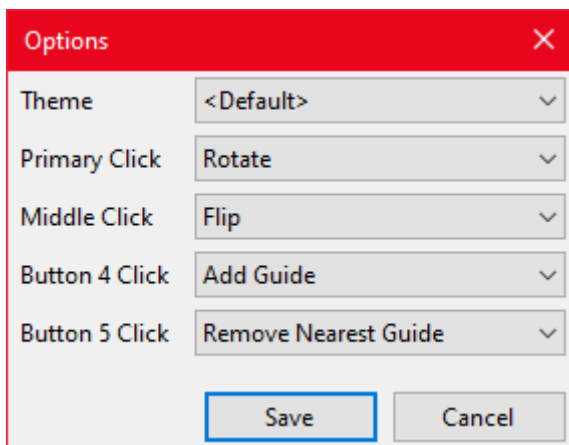 Options
Theme <Default>
Primary Click Rotate
Middle Click Flip
Button 4 Click Add Guide
Button 5 Click Remove Nearest Guide
Save Cancel